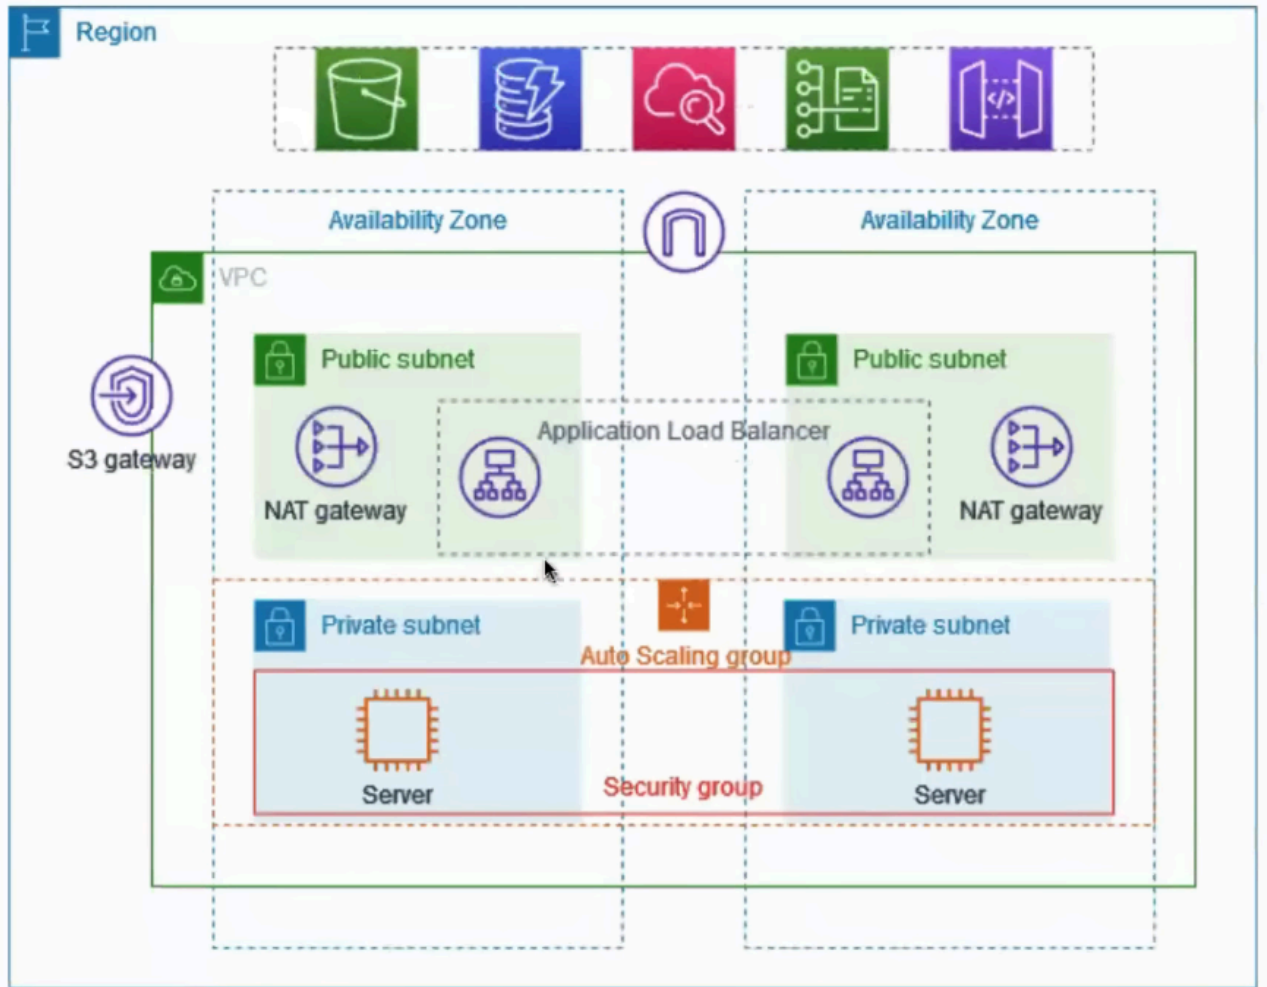 Region
Availability Zone
Availability Zone
VPC
Public subnet
Public subnet
Application Load Balancer
S3 gateway
NAT gateway
NAT gateway
Private subnet
Private subnet
Auto Scaling group
Security group
Server
Server